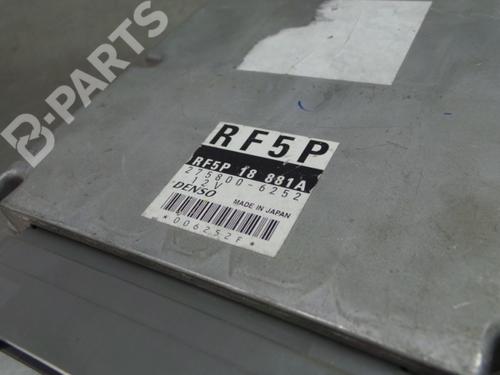 B-PARTS
RF5P
RF5P 18 881A
275800-6252
12V
DENSO MADE IN JAPAN
*006252F*